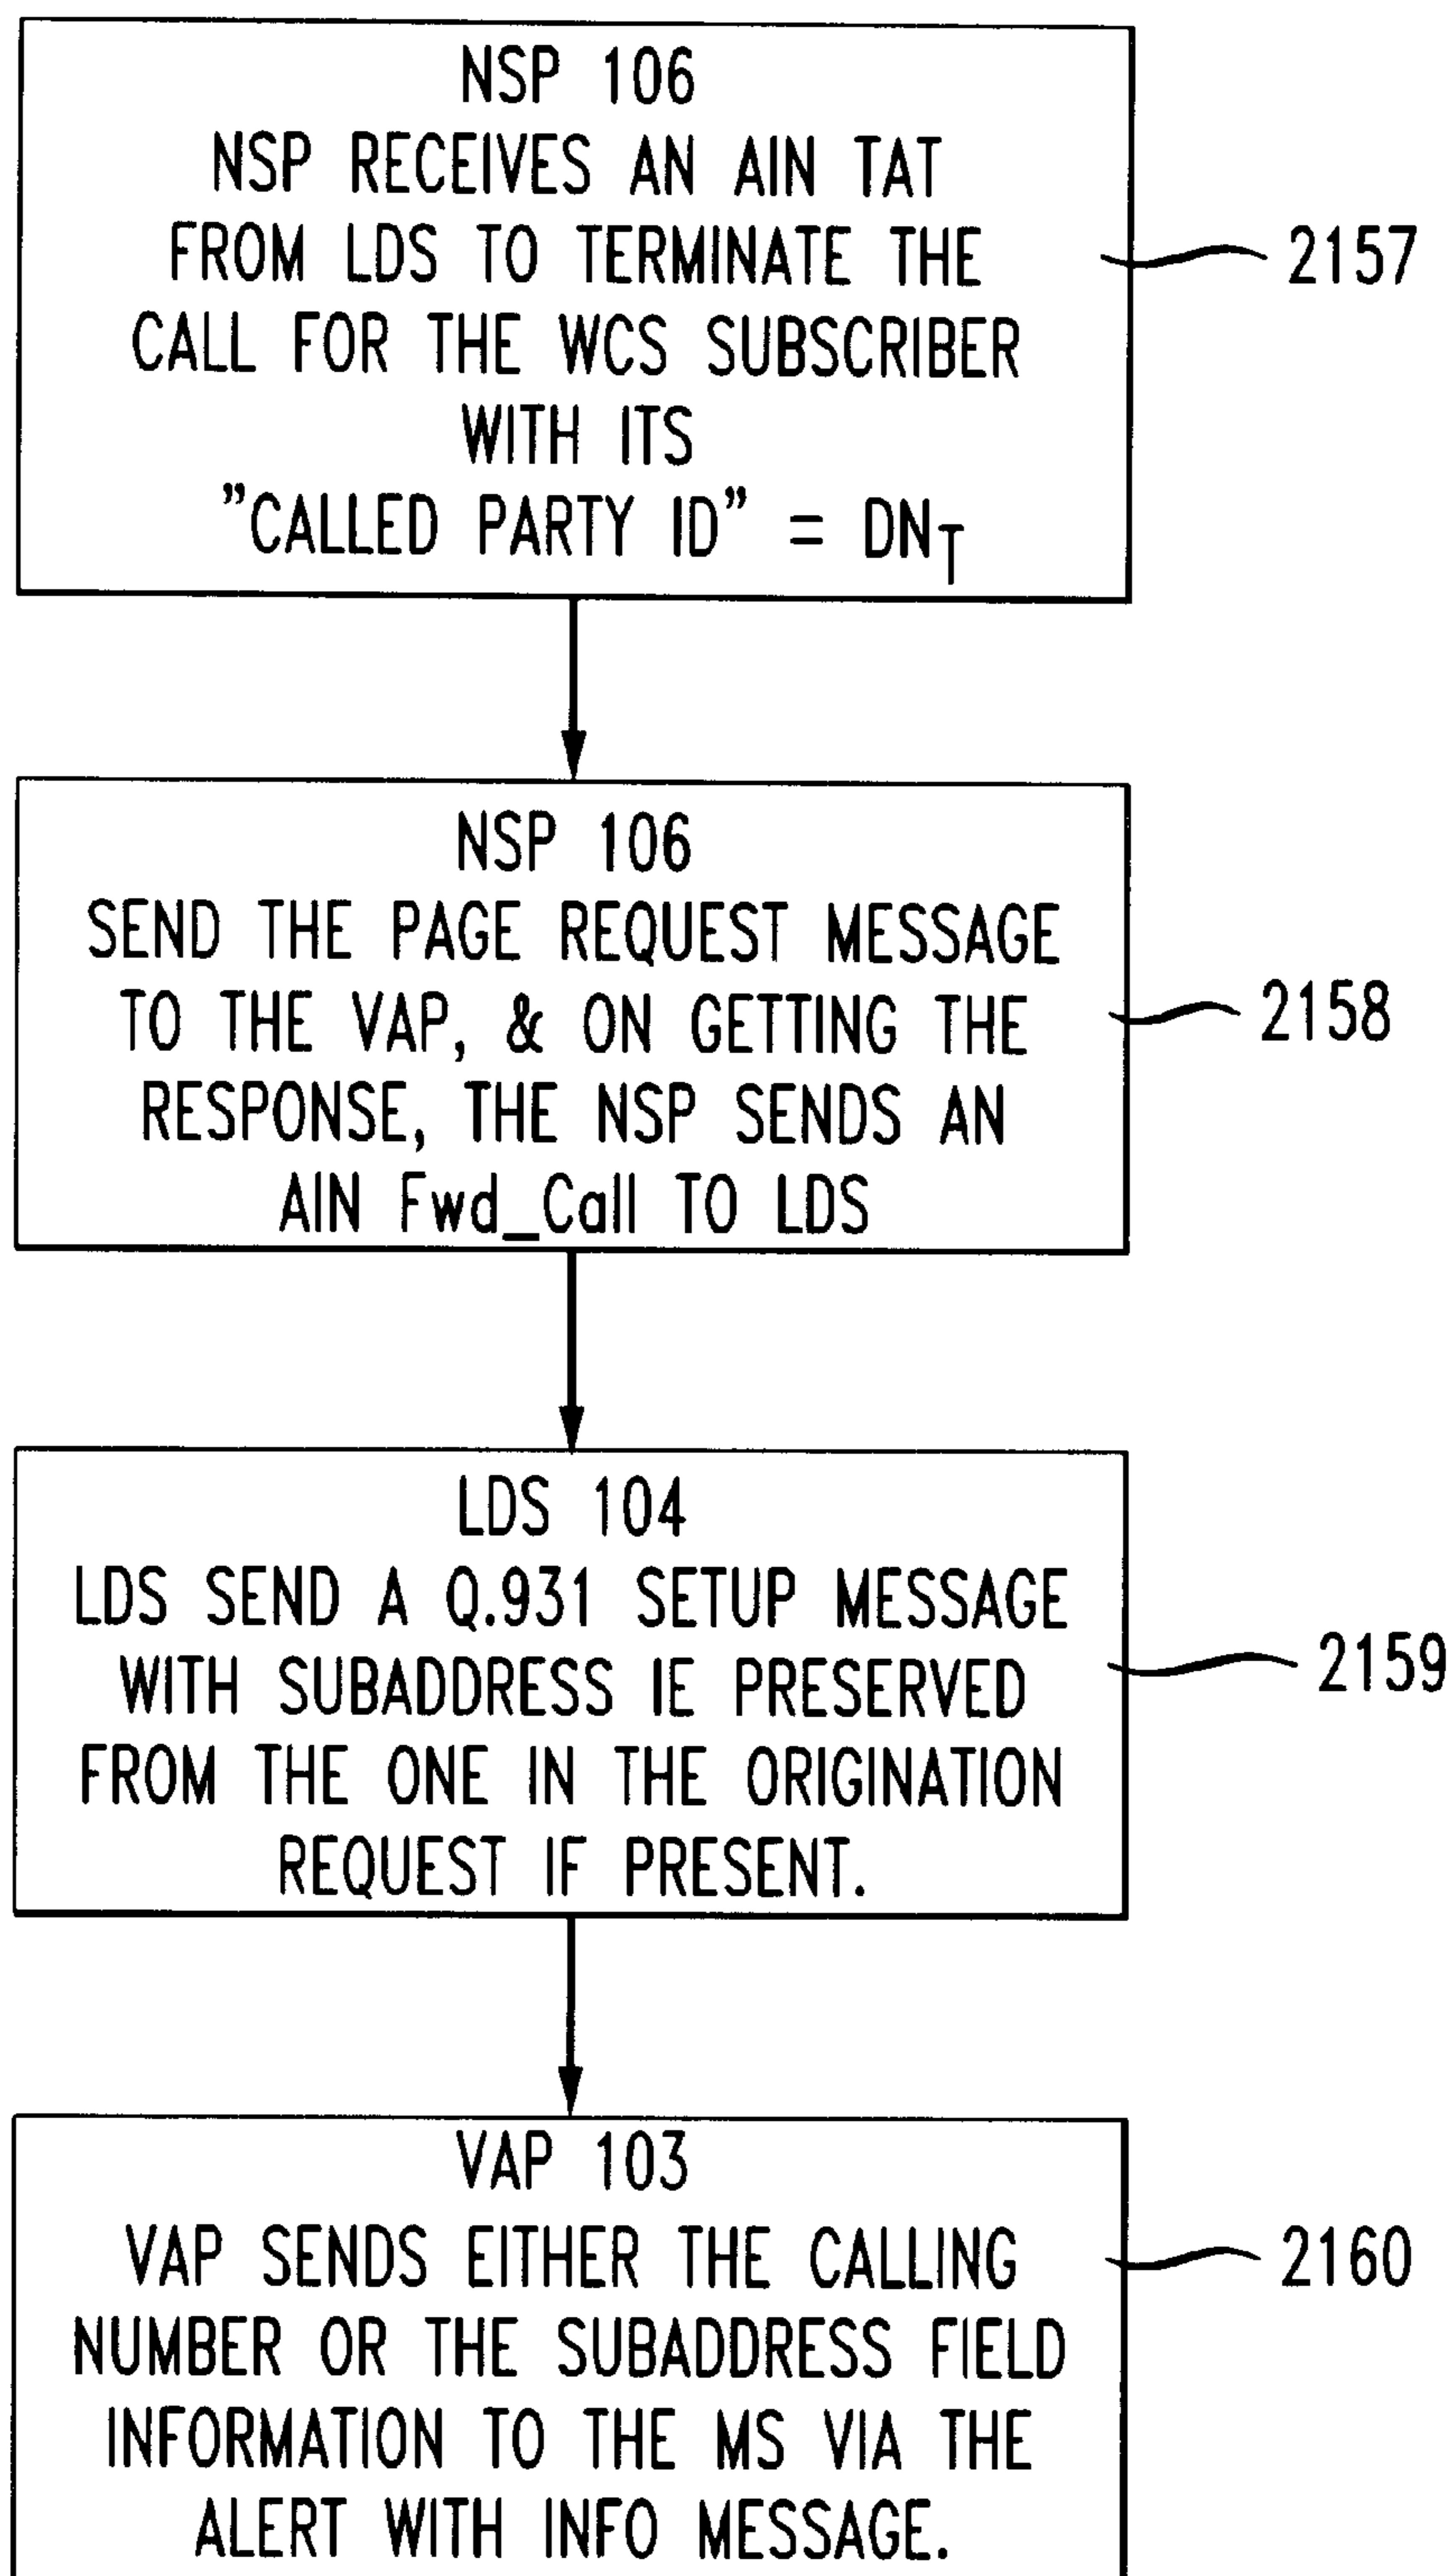 NSP 106
NSP RECEIVES AN AIN TAT
FROM LDS TO TERMINATE THE
CALL FOR THE WCS SUBSCRIBER
WITH ITS
"CALLED PARTY ID" = DNT
2157
NSP 106
SEND THE PAGE REQUEST MESSAGE
TO THE VAP, & ON GETTING THE
RESPONSE, THE NSP SENDS AN
AIN Fwd_Call TO LDS
2158
LDS 104
LDS SEND A Q.931 SETUP MESSAGE
WITH SUBADDRESS IE PRESERVED
FROM THE ONE IN THE ORIGINATION
REQUEST IF PRESENT.
2159
VAP 103
VAP SENDS EITHER THE CALLING
NUMBER OR THE SUBADDRESS FIELD
INFORMATION TO THE MS VIA THE
ALERT WITH INFO MESSAGE.
2160